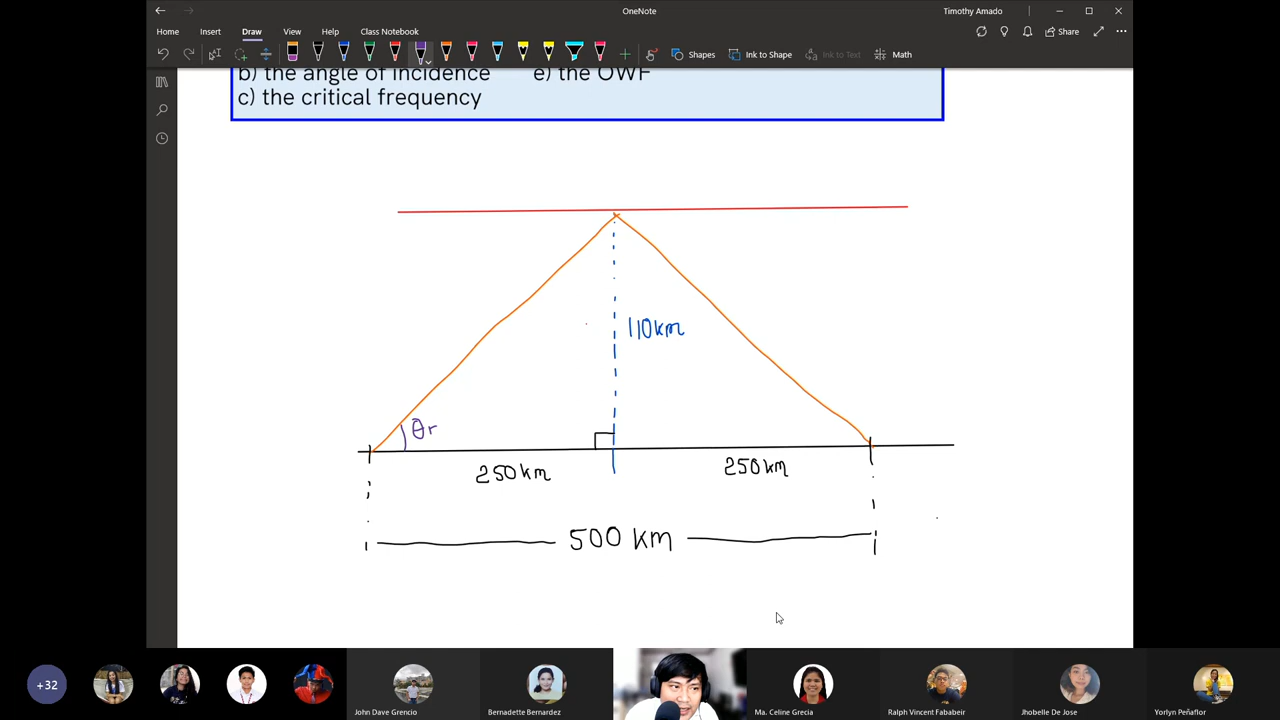 OneNote
Timothy Amado
Home Insert Draw View Help Class Notebook
Share
Shapes Ink to Shape Ink to Text Math
b) the angle of incidence e) the OWF
c) the critical frequency
110km
θr
250km 250km
500 km
+32
John Dave Grencio Bernadette Bernardez Ma. Celine Grecia Ralph Vincent Fababeir Jhobelle De Jose Yorlyn Peñaflor